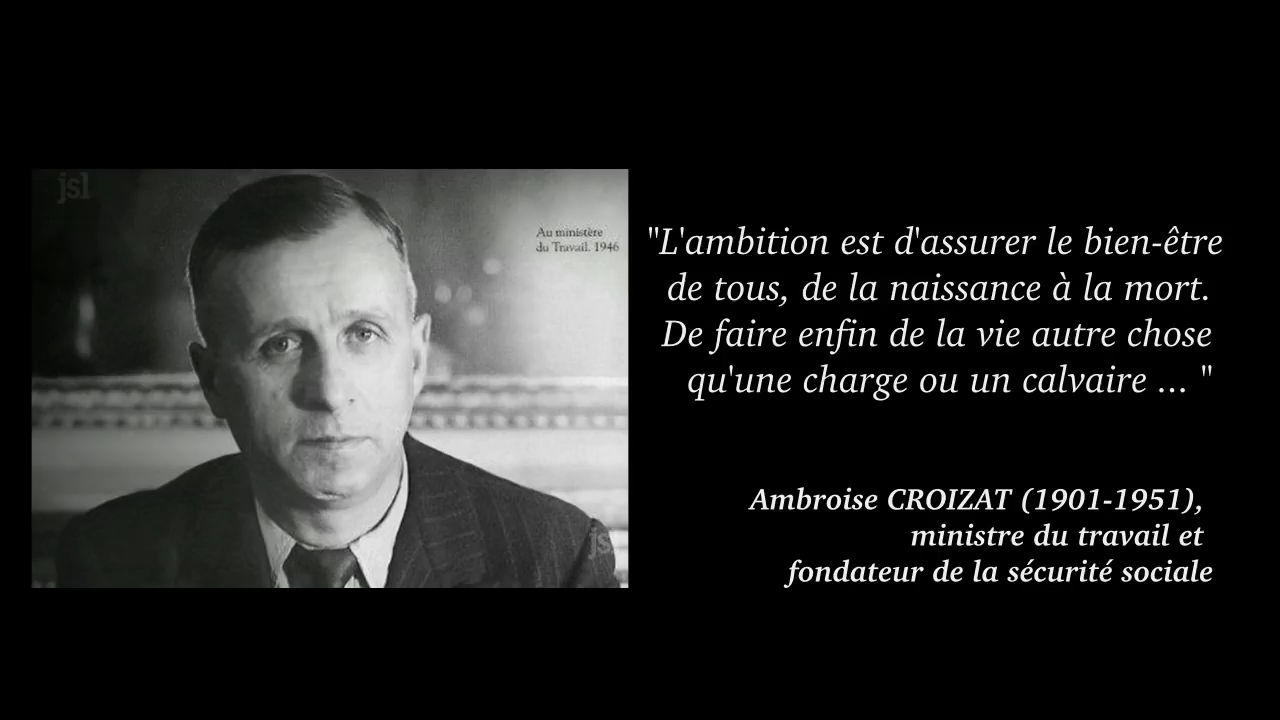 jsl
Au ministère
du Travail. 1946
"L'ambition est d'assurer le bien-être
de tous, de la naissance à la mort.
De faire enfin de la vie autre chose
qu'une charge ou un calvaire ... "
Ambroise CROIZAT (1901-1951),
ministre du travail et
fondateur de la sécurité sociale